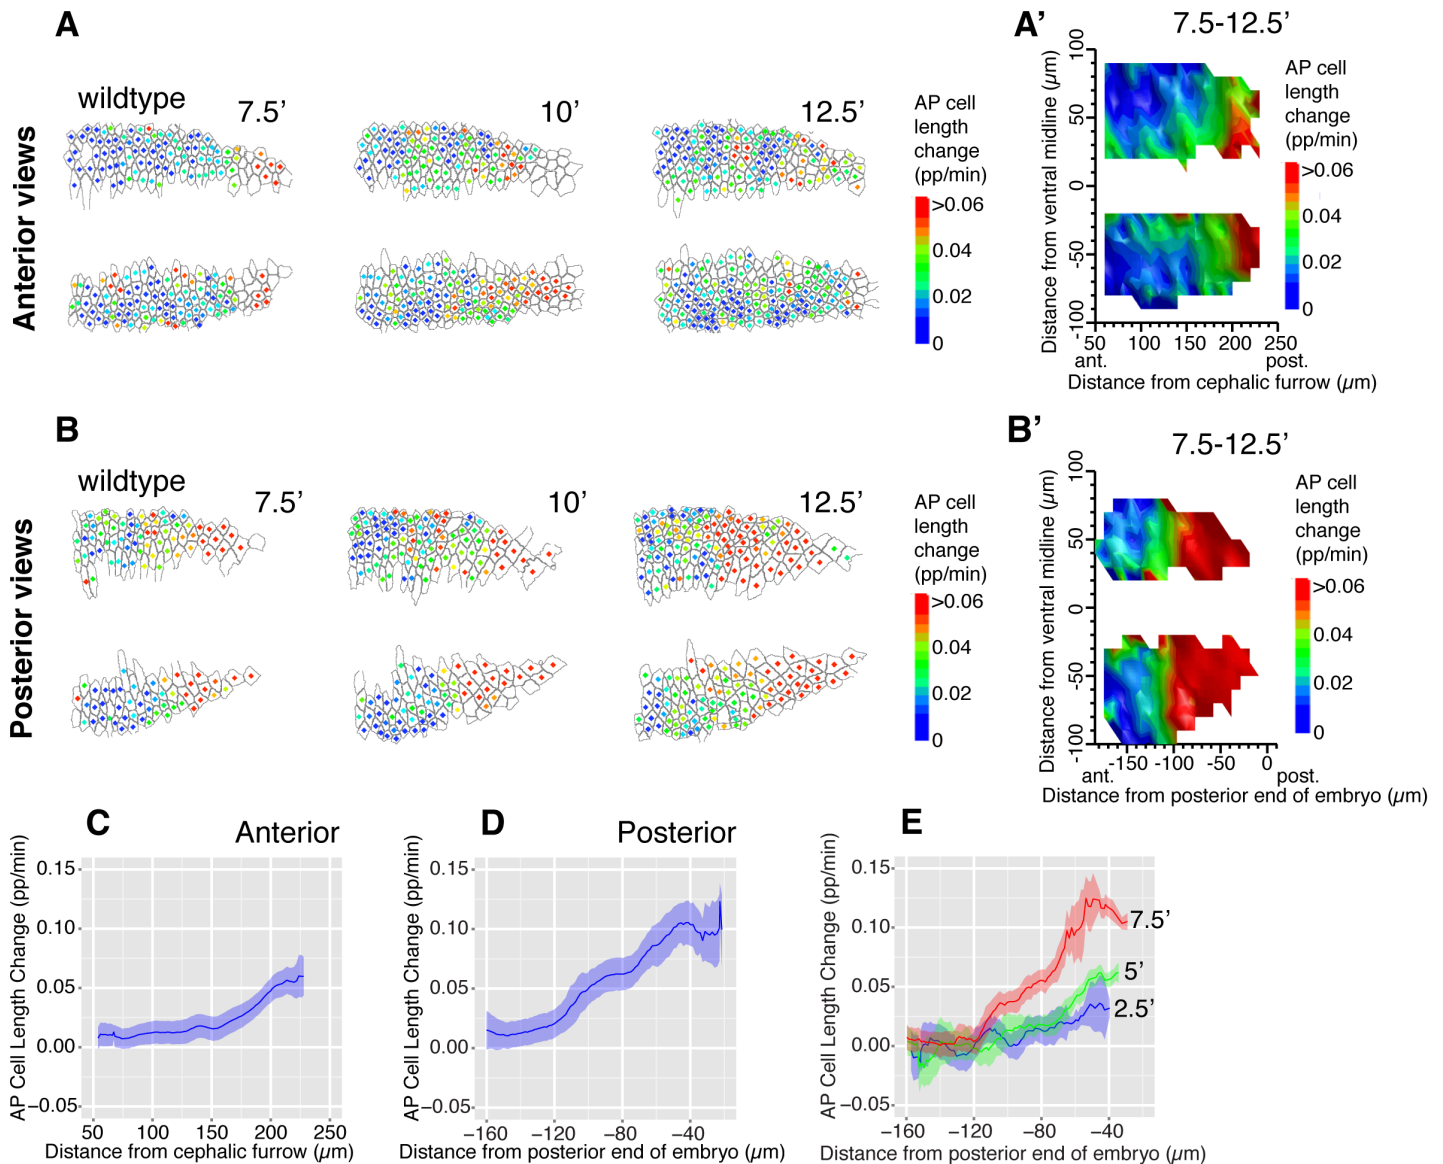 A
wildtype
7.5’
10’
12.5’
Anterior views
AP cell
length
change
(pp/min)
>0.06
0.04
0.02
0
A’
7.5-12.5’
Distance from ventral midline (µm)
100
50
0
-50
-100
50 100 150 200 250
ant. post.
Distance from cephalic furrow (µm)
AP cell
length
change
(pp/min)
>0.06
0.04
0.02
0
B
wildtype
7.5’
10’
12.5’
Posterior views
AP cell
length
change
(pp/min)
>0.06
0.04
0.02
0
B’
7.5-12.5’
Distance from ventral midline (µm)
100
50
0
-50
-100
-150 -100 -50 0
ant. post.
Distance from posterior end of embryo (µm)
AP cell
length
change
(pp/min)
>0.06
0.04
0.02
0
C
Anterior
AP Cell Length Change (pp/min)
0.15
0.10
0.05
0.00
−0.05
50 100 150 200 250
Distance from cephalic furrow (µm)
D
Posterior
AP Cell Length Change (pp/min)
0.15
0.10
0.05
0.00
−0.05
−160 −120 −80 −40
Distance from posterior end of embryo (µm)
E
AP Cell Length Change (pp/min)
0.15
0.10
0.05
0.00
−0.05
7.5’
5’
2.5’
−160 −120 −80 −40
Distance from posterior end of embryo (µm)